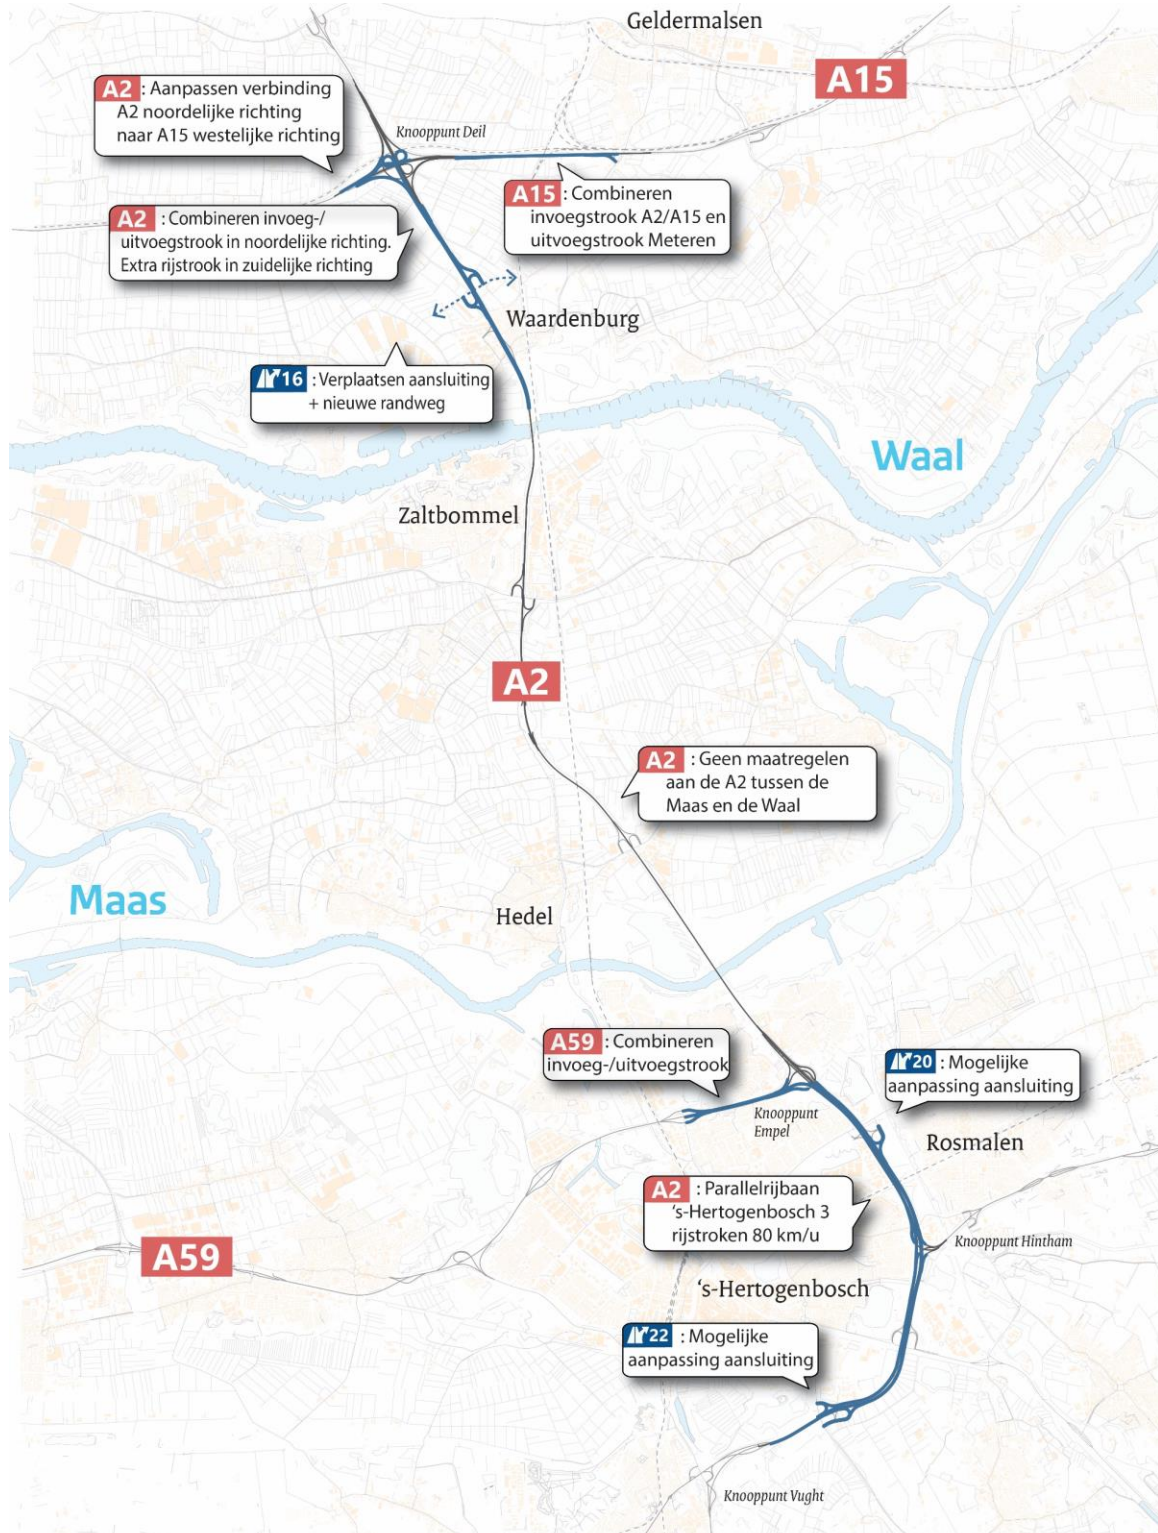 Geldermalsen
A15
A2 : Aanpassen verbinding
A2 noordelijke richting
naar A15 westelijke richting
Knooppunt Deil
A15 : Combineren
invoegstrook A2/A15 en
uitvoegstrook Meteren
A2 : Combineren invoeg-/
uitvoegstrook in noordelijke richting.
Extra rijstrook in zuidelijke richting
Waardenburg
16 : Verplaatsen aansluiting
+ nieuwe randweg
Waal
Zaltbommel
A2
A2 : Geen maatregelen
aan de A2 tussen de
Maas en de Waal
Maas
Hedel
A59 : Combineren
invoeg-/uitvoegstrook
20 : Mogelijke
aanpassing aansluiting
Knooppunt
Empel
Rosmalen
A2 : Parallelrijbaan
‘s-Hertogenbosch 3
rijstroken 80 km/u
Knooppunt Hintham
A59
‘s-Hertogenbosch
22 : Mogelijke
aanpassing aansluiting
Knooppunt Vught